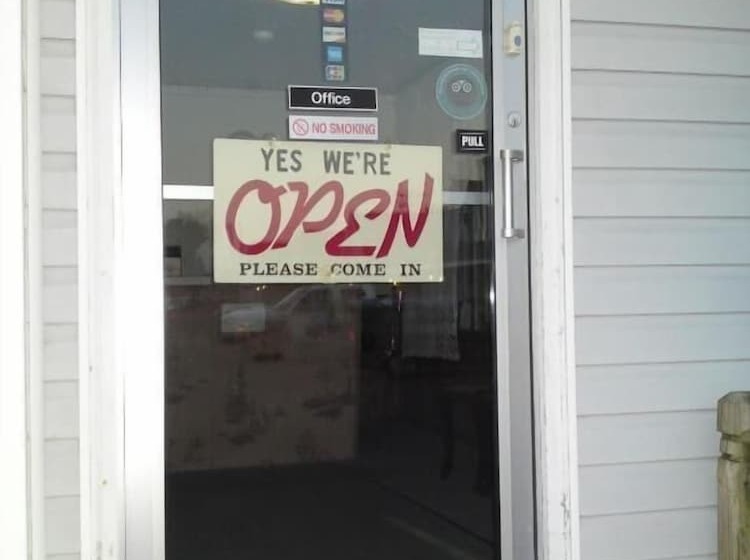 Office
NO SMOKING
PULL
YES WE'RE
OPEN
PLEASE COME IN